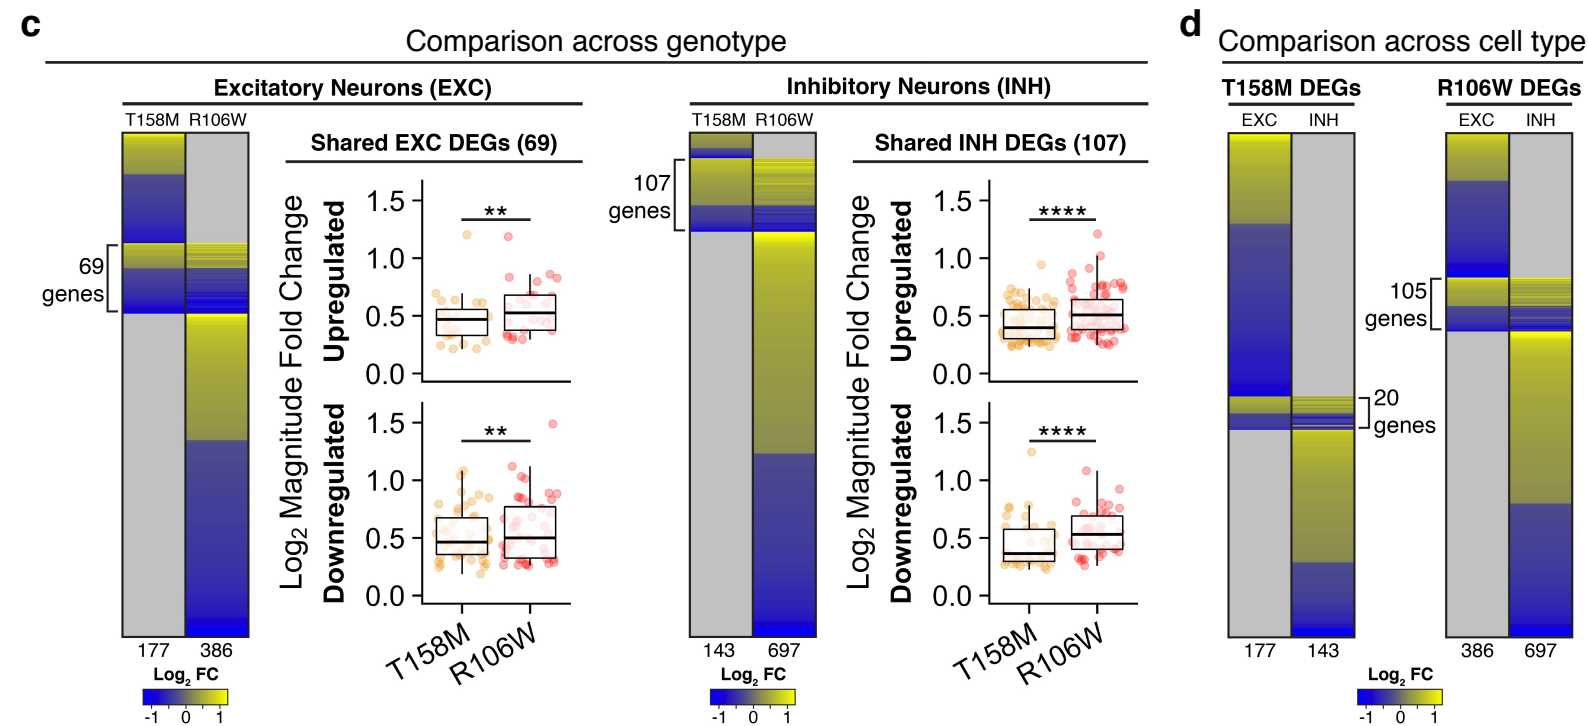 c
Comparison across genotype
Excitatory Neurons (EXC)
T158M R106W
69
genes
177 386
Log2 FC
-1 0 1
Shared EXC DEGs (69)
Log2 Magnitude Fold Change
Upregulated
1.5
1.0
0.5
0.0
**
Downregulated
1.5
1.0
0.5
0.0
**
T158M
R106W
Inhibitory Neurons (INH)
T158M R106W
107
genes
143 697
Log2 FC
-1 0 1
Shared INH DEGs (107)
Log2 Magnitude Fold Change
Upregulated
1.5
1.0
0.5
0.0
****
Downregulated
1.5
1.0
0.5
0.0
****
T158M
R106W
d
Comparison across cell type
T158M DEGs
EXC INH
20
genes
177 143
R106W DEGs
EXC INH
105
genes
386 697
Log2 FC
-1 0 1